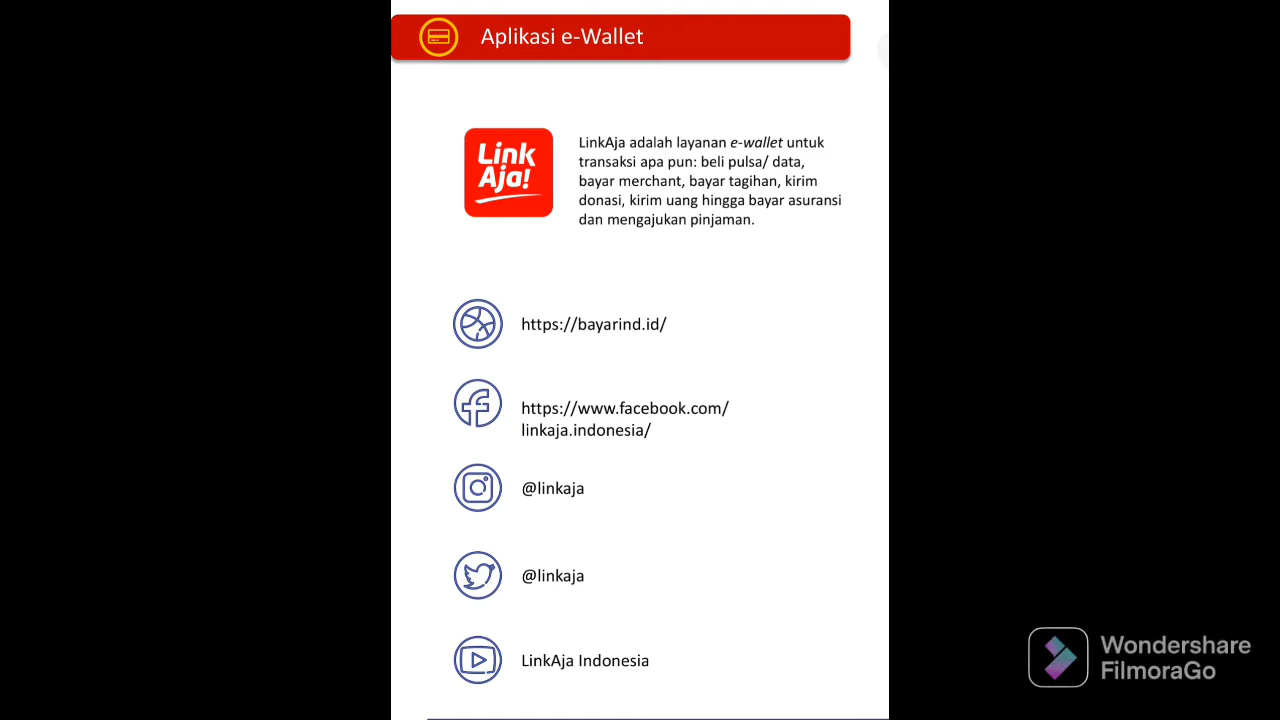 Aplikasi e-Wallet
Link
Aja!
LinkAja adalah layanan e-wallet untuk
transaksi apa pun: beli pulsa/ data,
bayar merchant, bayar tagihan, kirim
donasi, kirim uang hingga bayar asuransi
dan mengajukan pinjaman.
https://bayarind.id/
https://www.facebook.com/
linkaja.indonesia/
@linkaja
@linkaja
LinkAja Indonesia
Wondershare
FilmoraGo